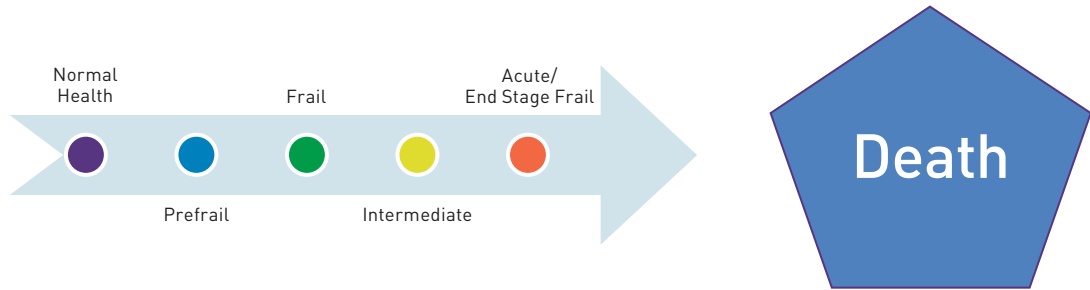 Normal
Health
Prefrail
Frail
Intermediate
Acute/
End Stage Frail
Death